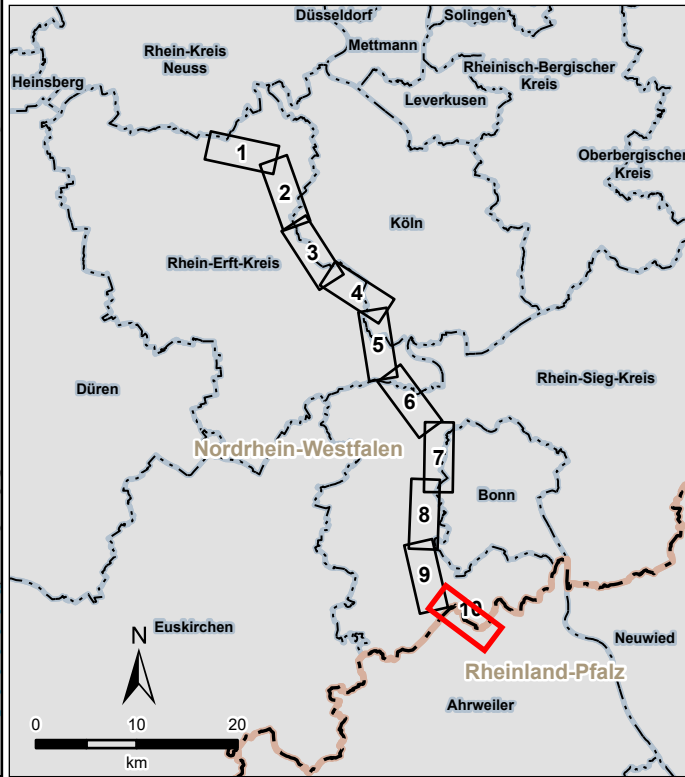 Düsseldorf
Solingen
Rhein-Kreis
Neuss
Mettmann
Heinsberg
Rheinisch-Bergischer
Kreis
Leverkusen
1
Oberbergischer
Kreis
2
Köln
3
Rhein-Erft-Kreis
4
5
Düren
Rhein-Sieg-Kreis
6
Nordrhein-Westfalen
7
Bonn
8
9
10
Euskirchen
N
Neuwied
Rheinland-Pfalz
Ahrweiler
0 10 20
km